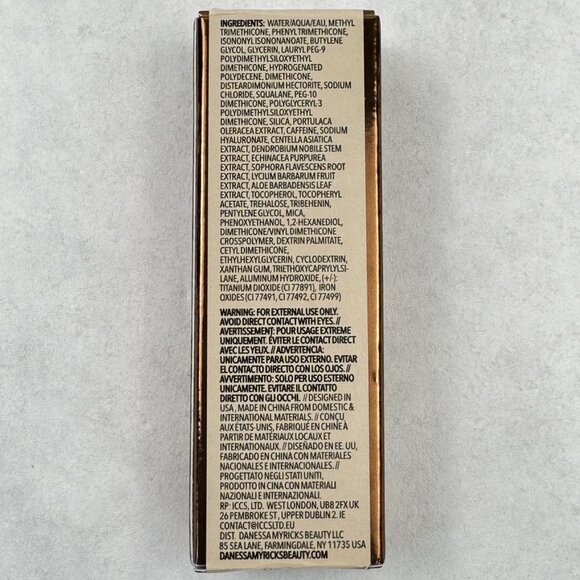 INGREDIENTS: WATER/AQUA/EAU, METHYL
TRIMETHICONE, PHENYL TRIMETHICONE,
ISONONYL ISONONANOATE, BUTYLENE
GLYCOL, GLYCERIN, LAURYL PEG-9
POLYDIMETHYLSILOXYETHYL
DIMETHICONE, HYDROGENATED
POLYDECENE, DIMETHICONE,
DISTEARDIMONIUM HECTORITE, SODIUM
CHLORIDE, SQUALANE, PEG-10
DIMETHICONE, POLYGLYCERYL-3
POLYDIMETHYLSILOXYETHYL
DIMETHICONE, SILICA, PORTULACA
OLERACEA EXTRACT, CAFFEINE, SODIUM
HYALURONATE, CENTELLA ASIATICA
EXTRACT, DENDROBIUM NOBILE STEM
EXTRACT, ECHINACEA PURPUREA
EXTRACT, SOPHORA FLAVESCENS ROOT
EXTRACT, LYCIUM BARBARUM FRUIT
EXTRACT, ALOE BARBADENSIS LEAF
EXTRACT, TOCOPHEROL, TOCOPHERYL
ACETATE, TREHALOSE, TRIBEHENIN,
PENTYLENE GLYCOL, MICA,
PHENOXYETHANOL, 1,2-HEXANEDIOL,
DIMETHICONE/VINYL DIMETHICONE
CROSSPOLYMER, DEXTRIN PALMITATE,
CETYL DIMETHICONE,
ETHYLHEXYLGLYCERIN, CYCLODEXTRIN,
XANTHAN GUM, TRIETHOXYCAPRYLYLSI-
LANE, ALUMINUM HYDROXIDE, (+/-):
TITANIUM DIOXIDE (CI 77891), IRON
OXIDES (CI 77491, CI 77492, CI 77499)
WARNING: FOR EXTERNAL USE ONLY.
AVOID DIRECT CONTACT WITH EYES. //
AVERTISSEMENT: POUR USAGE EXTREME
UNIQUEMENT. ÉVITER LE CONTACT DIRECT
AVEC LES YEUX. // ADVERTENCIA:
UNICAMENTE PARA USO EXTERNO. EVITAR
EL CONTACTO DIRECTO CON LOS OJOS. //
AVVERTIMENTO: SOLO PER USO ESTERNO
UNICAMENTE. EVITARE IL CONTATTO
DIRETTO CON GLI OCCHI. // DESIGNED IN
USA , MADE IN CHINA FROM DOMESTIC &
INTERNATIONAL MATERIALS. // CONÇU
AUX ÉTATS-UNIS, FABRIQUÉ EN CHINE À
PARTIR DE MATÉRIAUX LOCAUX ET
INTERNATIONAUX. // DISEÑADO EN EE. UU,
FABRICADO EN CHINA CON MATERIALES
NACIONALES E INTERNACIONALES. //
PROGETTATO NEGLI STATI UNITI,
PRODOTTO IN CINA CON MATERIALI
NAZIONALI E INTERNAZIONALI.
RP: ICCS, LTD. WEST LONDON, UB8 2FX UK
26 PEMBROKE ST , UPPER DUBLIN 2. IE
CONTACT@ICCSLTD.EU
DIST. DANESSA MYRICKS BEAUTY LLC
85 SEA LANE, FARMINGDALE, NY 11735 USA
DANESSAMYRICKSBEAUTY.COM